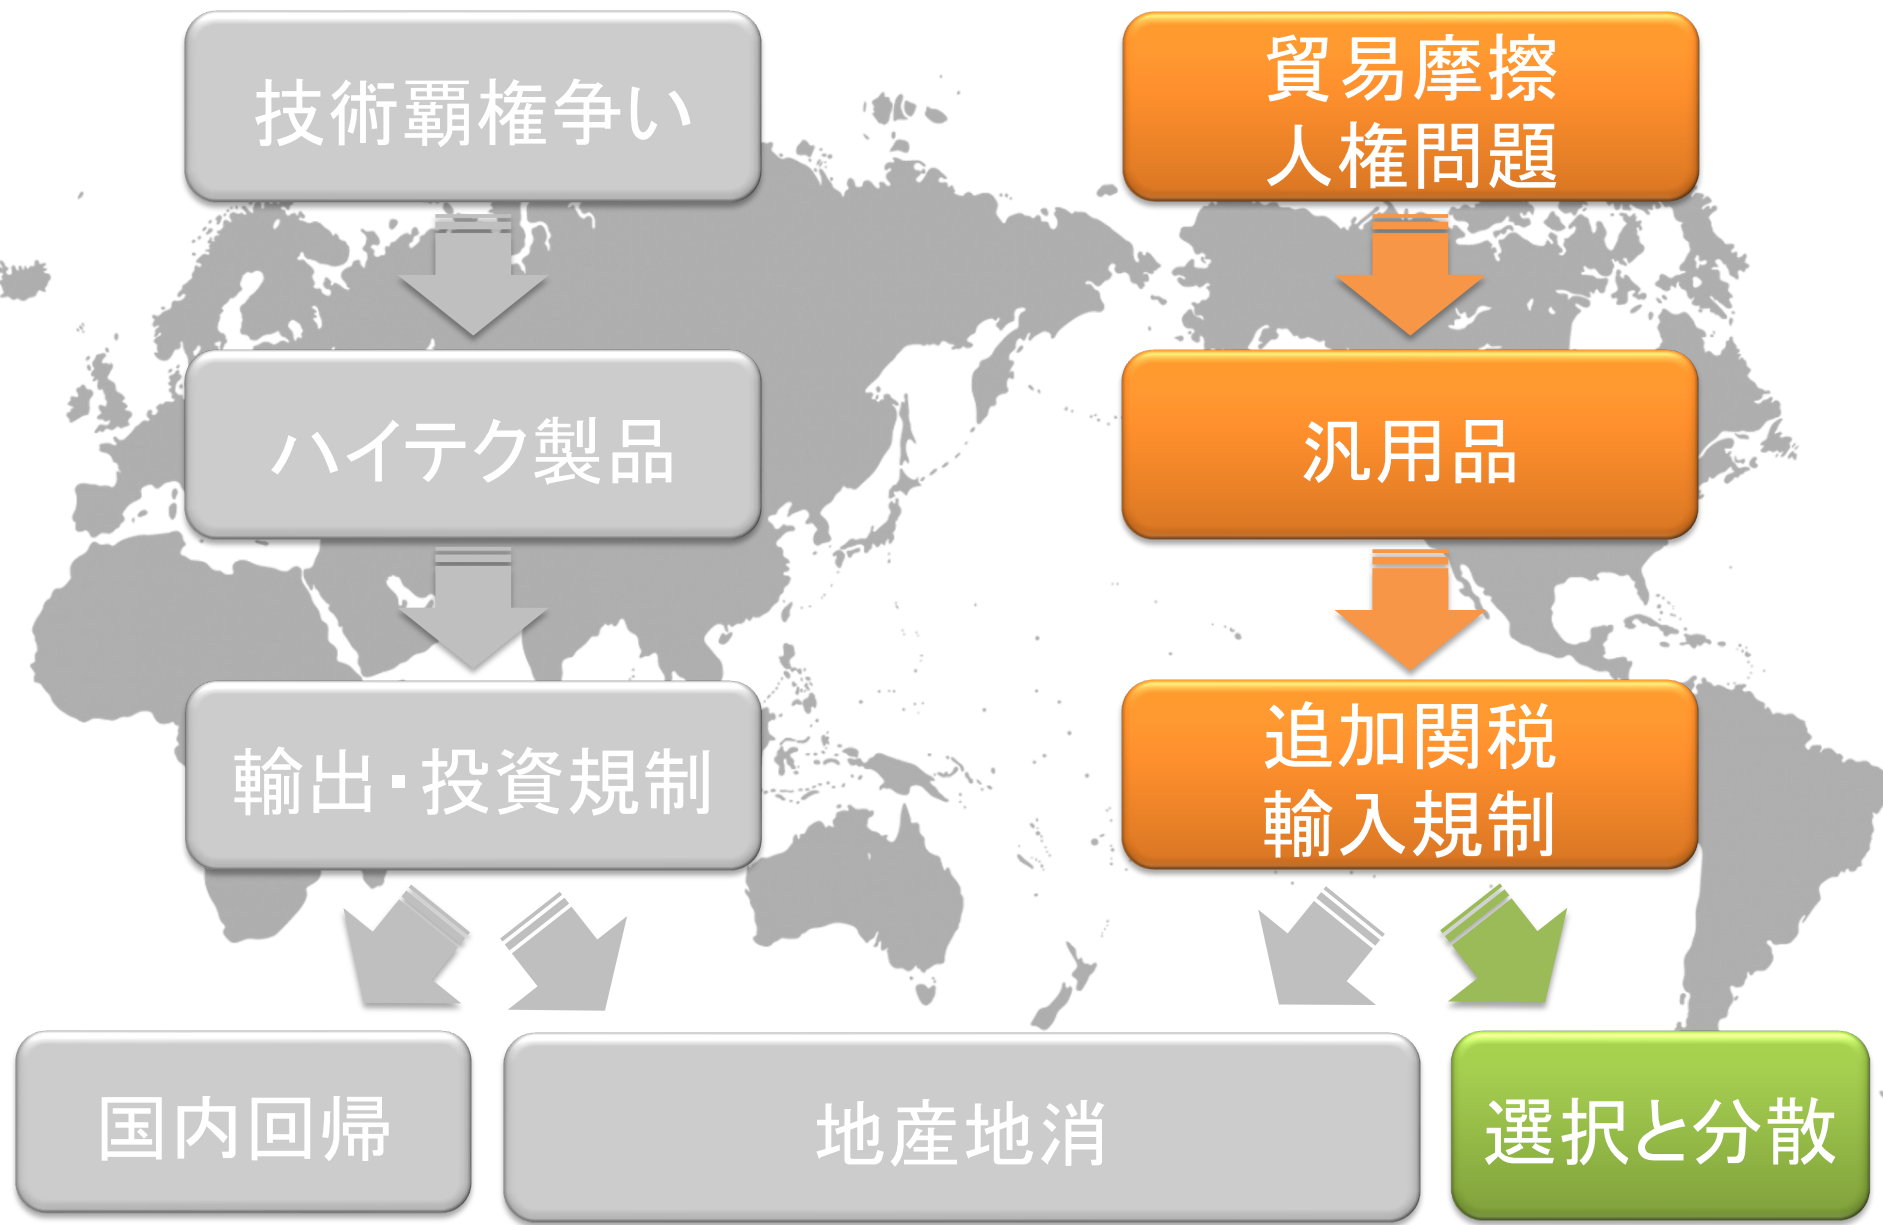 技術覇権争い
貿易摩擦
人権問題
ハイテク製品
汎用品
輸出・投資規制
追加関税
輸入規制
国内回帰
地産地消
選択と分散